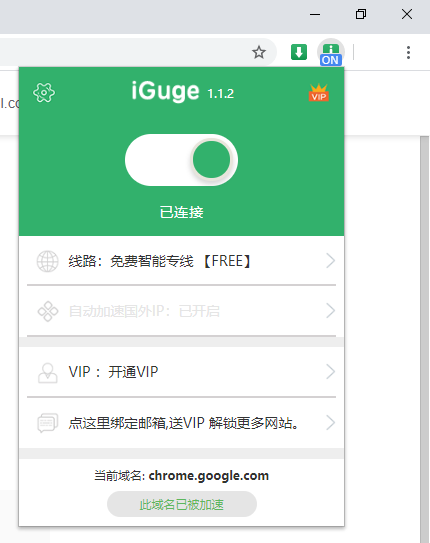 ON
l.co
iGuge 1.1.2
VIP
已连接
线路：免费智能专线 【FREE】
自动加速国外IP：已开启
VIP ：开通VIP
点这里绑定邮箱,送VIP 解锁更多网站。
当前域名: chrome.google.com
此域名已被加速